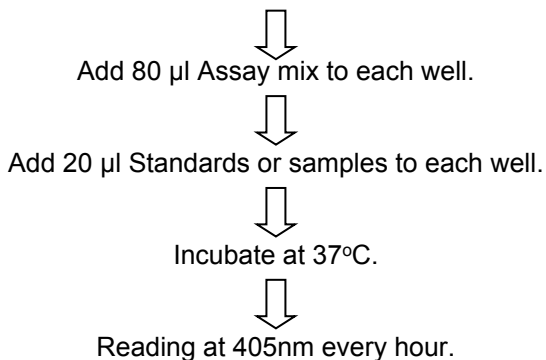 Add 80 µl Assay mix to each well.
Add 20 µl Standards or samples to each well.
Incubate at 37ºC.
Reading at 405nm every hour.